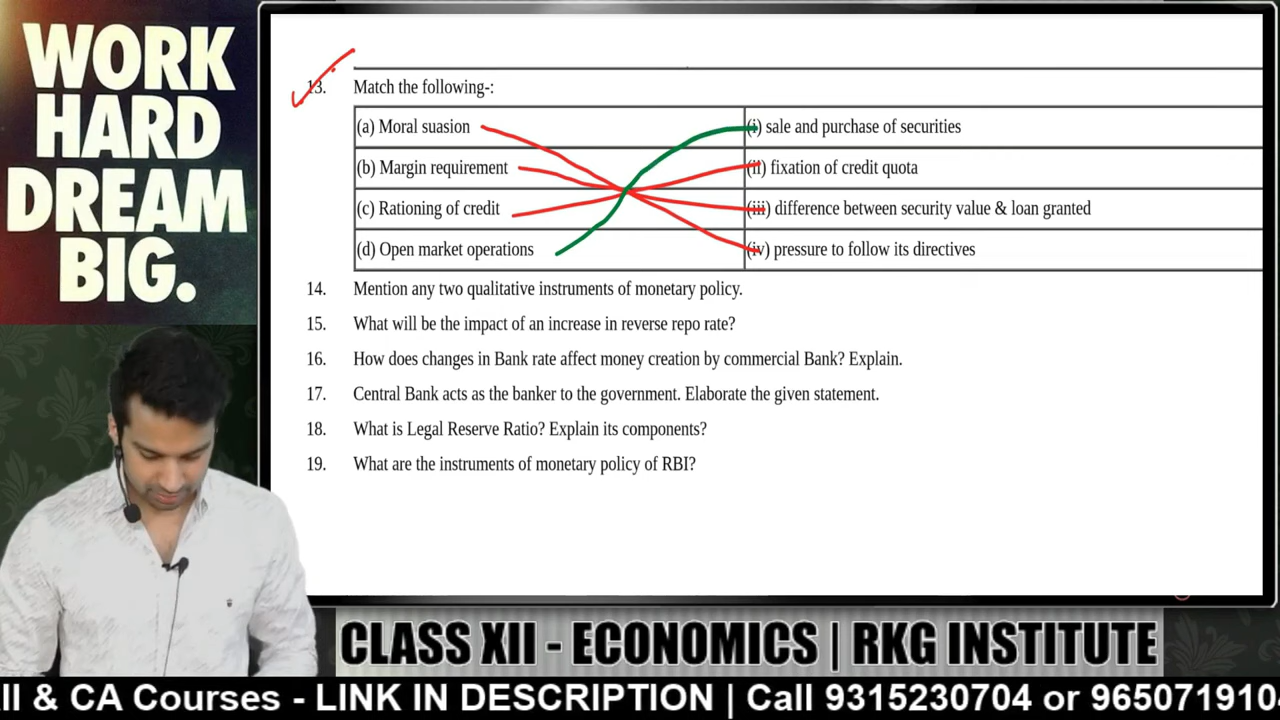 WORK
HARD
DREAM
BIG.
13. Match the following-:
(a) Moral suasion (i) sale and purchase of securities
(b) Margin requirement (ii) fixation of credit quota
(c) Rationing of credit (iii) difference between security value & loan granted
(d) Open market operations (iv) pressure to follow its directives
14. Mention any two qualitative instruments of monetary policy.
15. What will be the impact of an increase in reverse repo rate?
16. How does changes in Bank rate affect money creation by commercial Bank? Explain.
17. Central Bank acts as the banker to the government. Elaborate the given statement.
18. What is Legal Reserve Ratio? Explain its components?
19. What are the instruments of monetary policy of RBI?
CLASS XII - ECONOMICS | RKG INSTITUTE
II & CA Courses - LINK IN DESCRIPTION | Call 9315230704 or 965071910